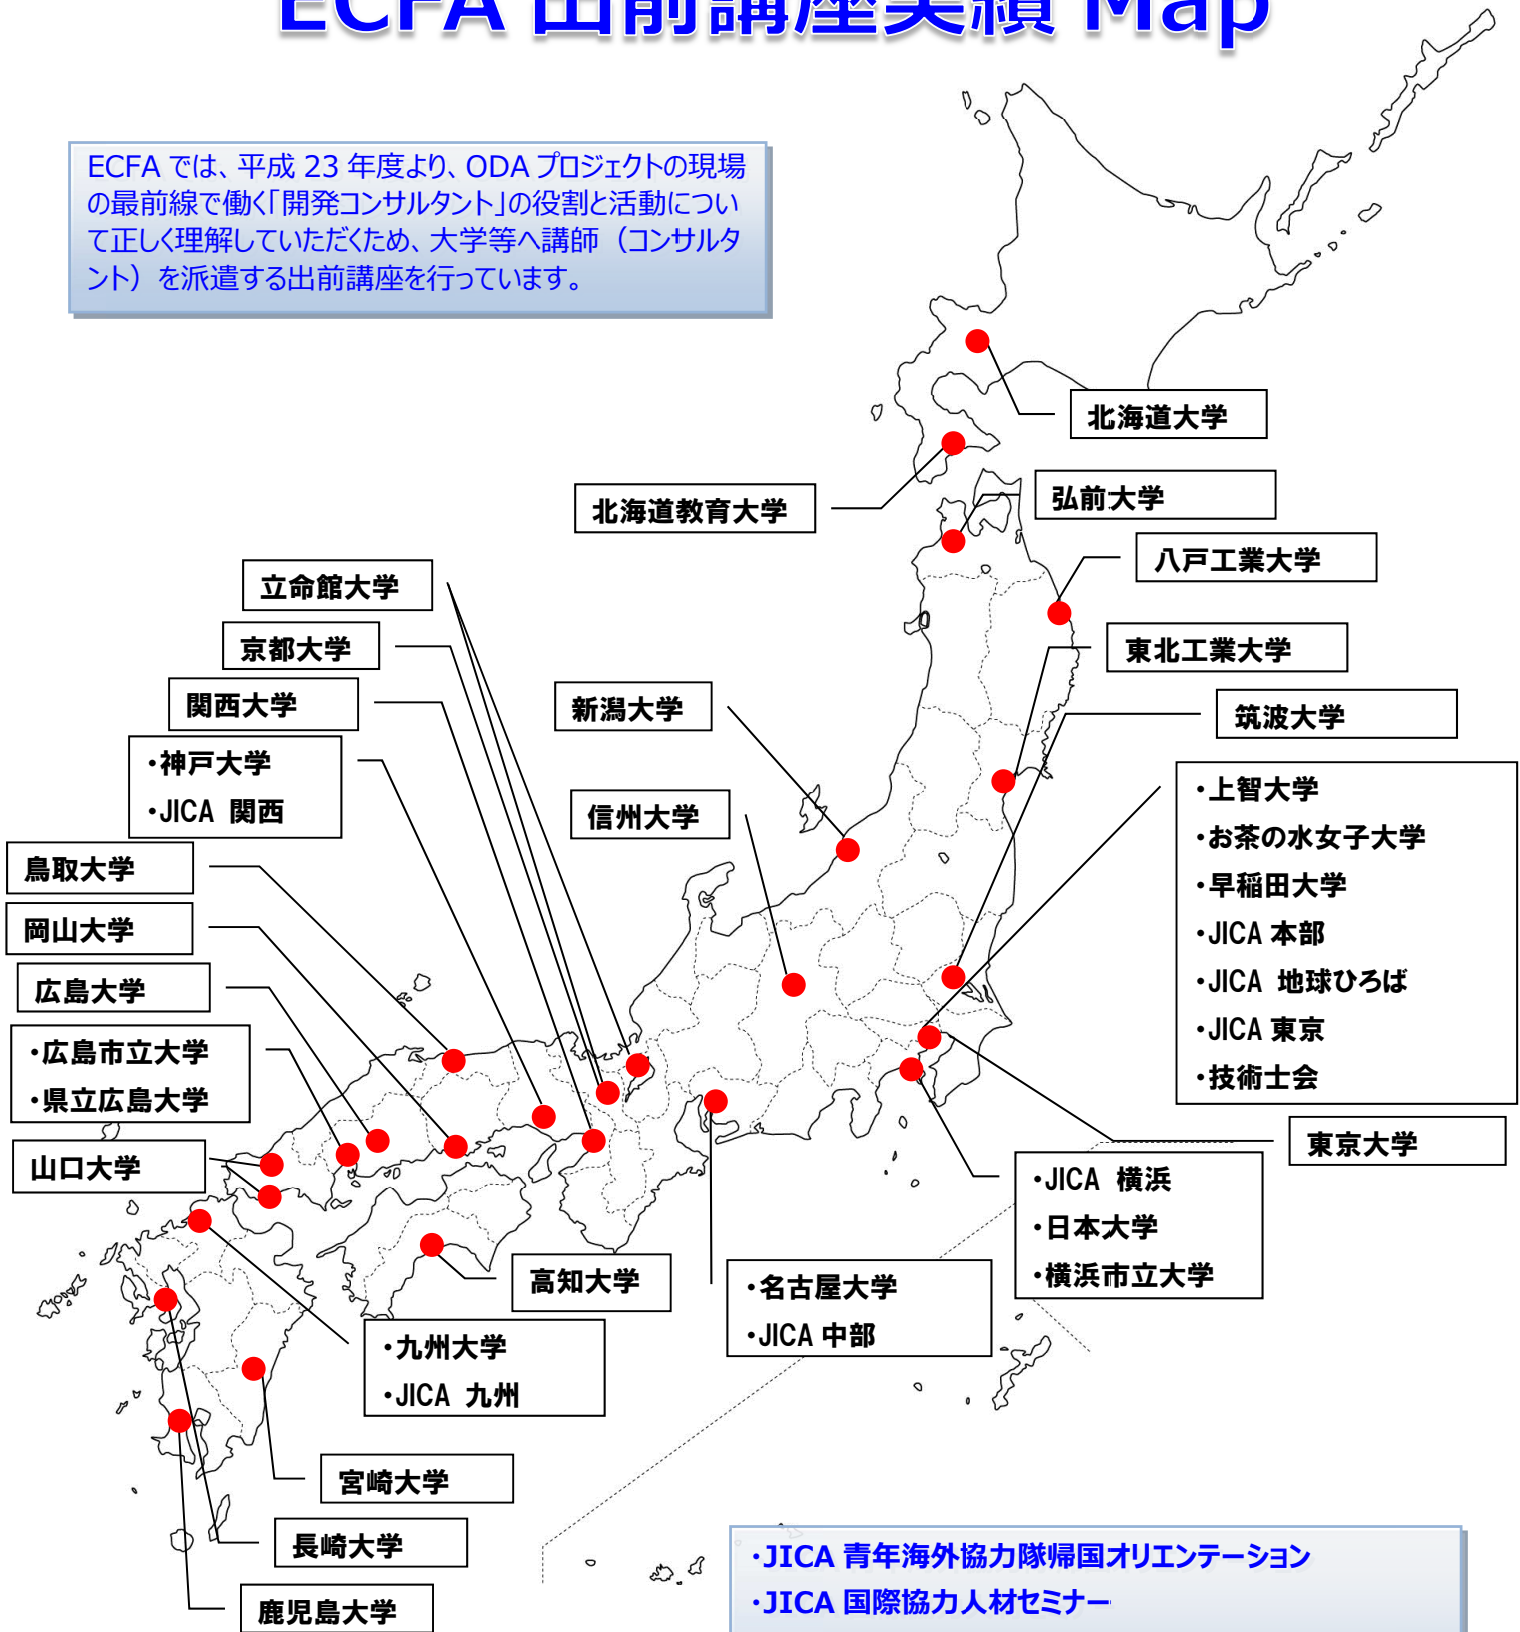 ECFA 出前講座実績 Map
ECFA では、平成 23 年度より、ODA プロジェクトの現場
の最前線で働く「開発コンサルタント」の役割と活動につい
て正しく理解していただくため、大学等へ講師（コンサルタ
ント）を派遣する出前講座を行っています。
北海道大学
北海道教育大学
弘前大学
八戸工業大学
立命館大学
京都大学
東北工業大学
関西大学
新潟大学
筑波大学
・神戸大学
・JICA 関西
信州大学
・上智大学
・お茶の水女子大学
・早稲田大学
・JICA 本部
・JICA 地球ひろば
・JICA 東京
・技術士会
鳥取大学
岡山大学
広島大学
・広島市立大学
・県立広島大学
山口大学
東京大学
・JICA 横浜
・日本大学
・横浜市立大学
高知大学
・名古屋大学
・JICA 中部
・九州大学
・JICA 九州
宮崎大学
長崎大学
鹿児島大学
・JICA 青年海外協力隊帰国オリエンテーション
・JICA 国際協力人材セミナー